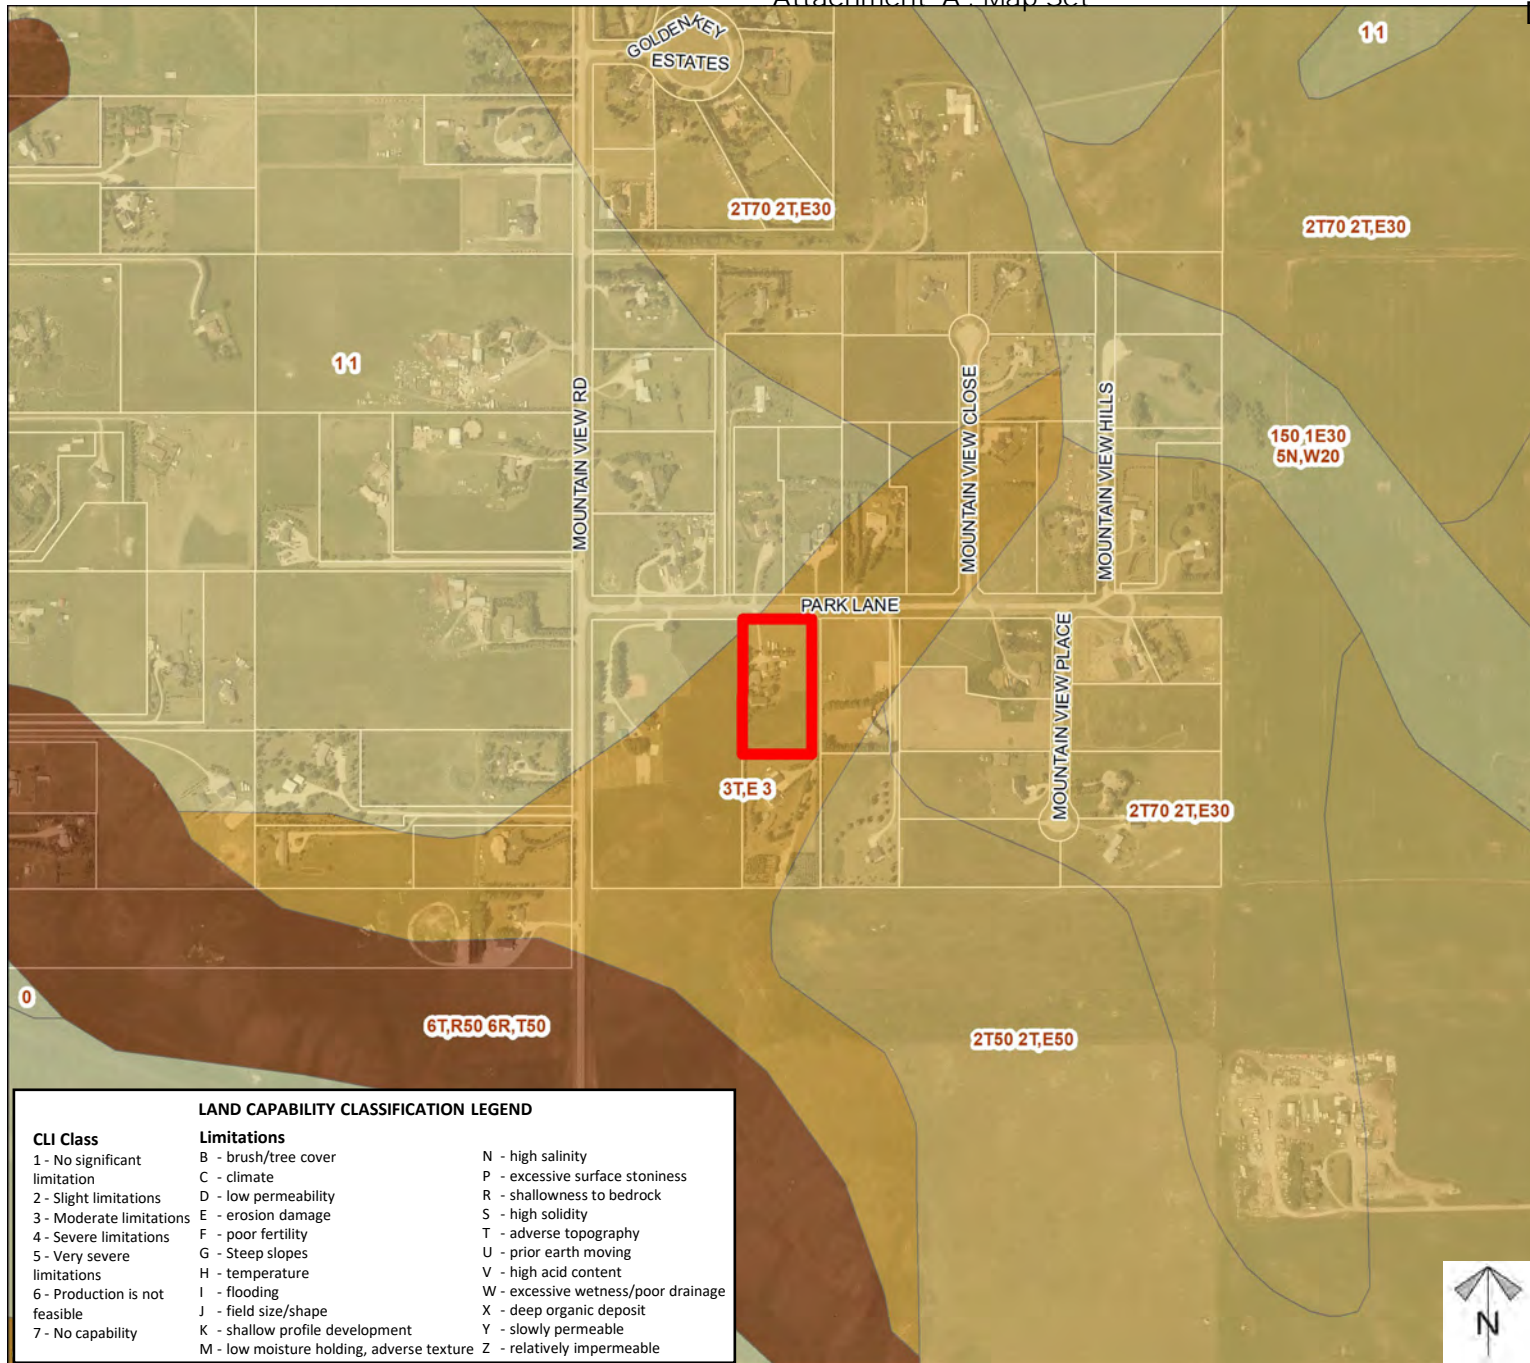 Attachment 'A': Map Set
11
GOLDENKEY
ESTATES
2T70 2T,E30
2T70 2T,E30
11
MOUNTAIN VIEW RD
MOUNTAIN VIEW CLOSE
MOUNTAIN VIEW HILLS
150 1E30
5N,W20
PARK LANE
MOUNTAIN VIEW PLACE
3T,E 3
2T70 2T,E30
0
6T,R50 6R,T50
2T50 2T,E50
LAND CAPABILITY CLASSIFICATION LEGEND
CLI Class
1 - No significant
limitation
2 - Slight limitations
3 - Moderate limitations
4 - Severe limitations
5 - Very severe
limitations
6 - Production is not
feasible
7 - No capability
Limitations
B - brush/tree cover
C - climate
D - low permeability
E - erosion damage
F - poor fertility
G - Steep slopes
H - temperature
I - flooding
J - field size/shape
K - shallow profile development
M - low moisture holding, adverse texture
N - high salinity
P - excessive surface stoniness
R - shallowness to bedrock
S - high solidity
T - adverse topography
U - prior earth moving
V - high acid content
W - excessive wetness/poor drainage
X - deep organic deposit
Y - slowly permeable
Z - relatively impermeable
N